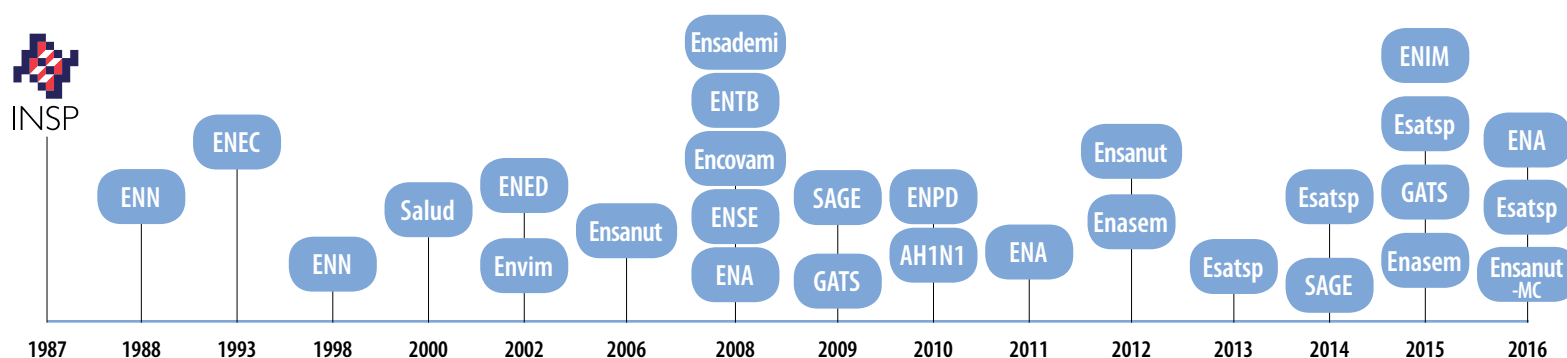 INSP
ENN
ENEC
ENN
Salud
ENED
Envim
Ensanut
Ensademi
ENTB
Encovam
ENSE
ENA
SAGE
GATS
ENPD
AH1N1
ENA
Ensanut
Enasem
Esatsp
Esatsp
SAGE
ENIM
Esatsp
GATS
Enasem
ENA
Esatsp
Ensanut
-MC
1987 1988 1993 1998 2000 2002 2006 2008 2009 2010 2011 2012 2013 2014 2015 2016